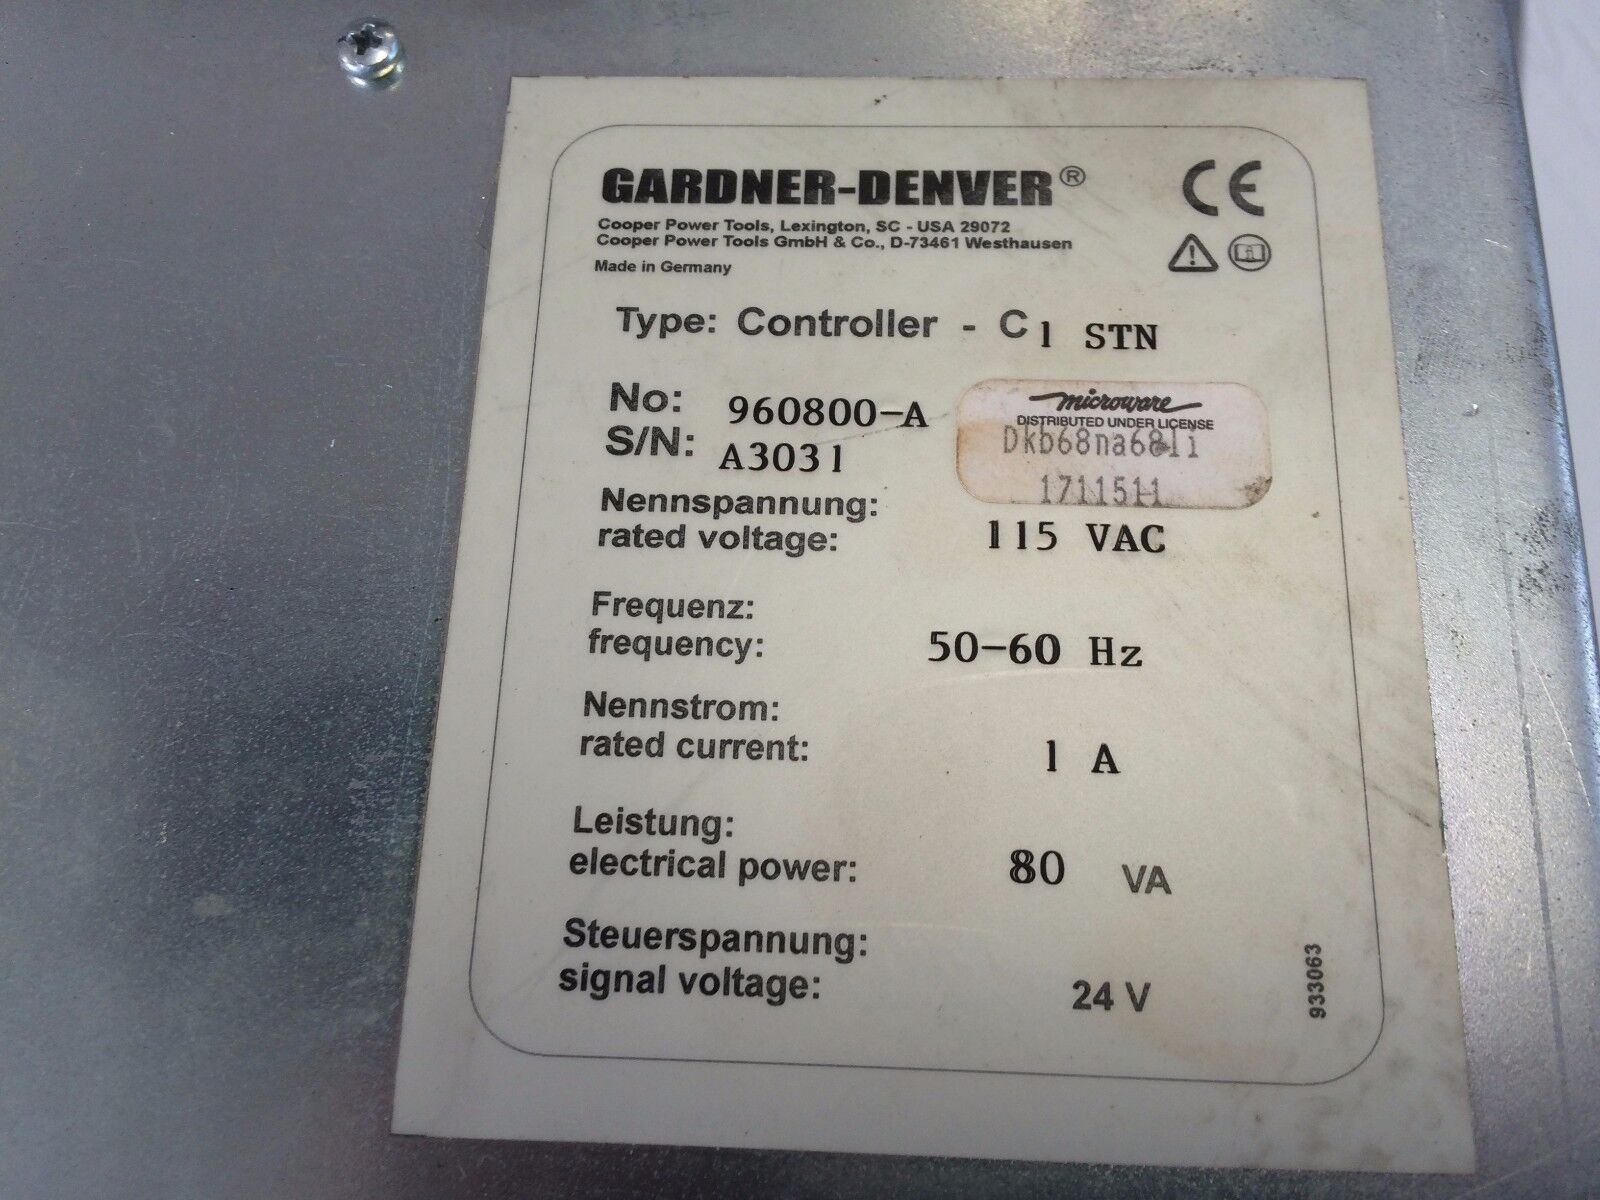 GARDNER-DENVER® CE
Cooper Power Tools, Lexington, SC - USA 29072
Cooper Power Tools GmbH & Co., D-73461 Westhausen
Made in Germany
Type: Controller - C 1 STN
No: 960800-A
S/N: A3031
microware
DISTRIBUTED UNDER LICENSE
1711511
Nennspannung:
rated voltage: 115 VAC
Frequenz:
frequency: 50-60 Hz
Nennstrom:
rated current: 1 A
Leistung:
electrical power: 80 VA
Steuerspannung:
signal voltage: 24 V
933063